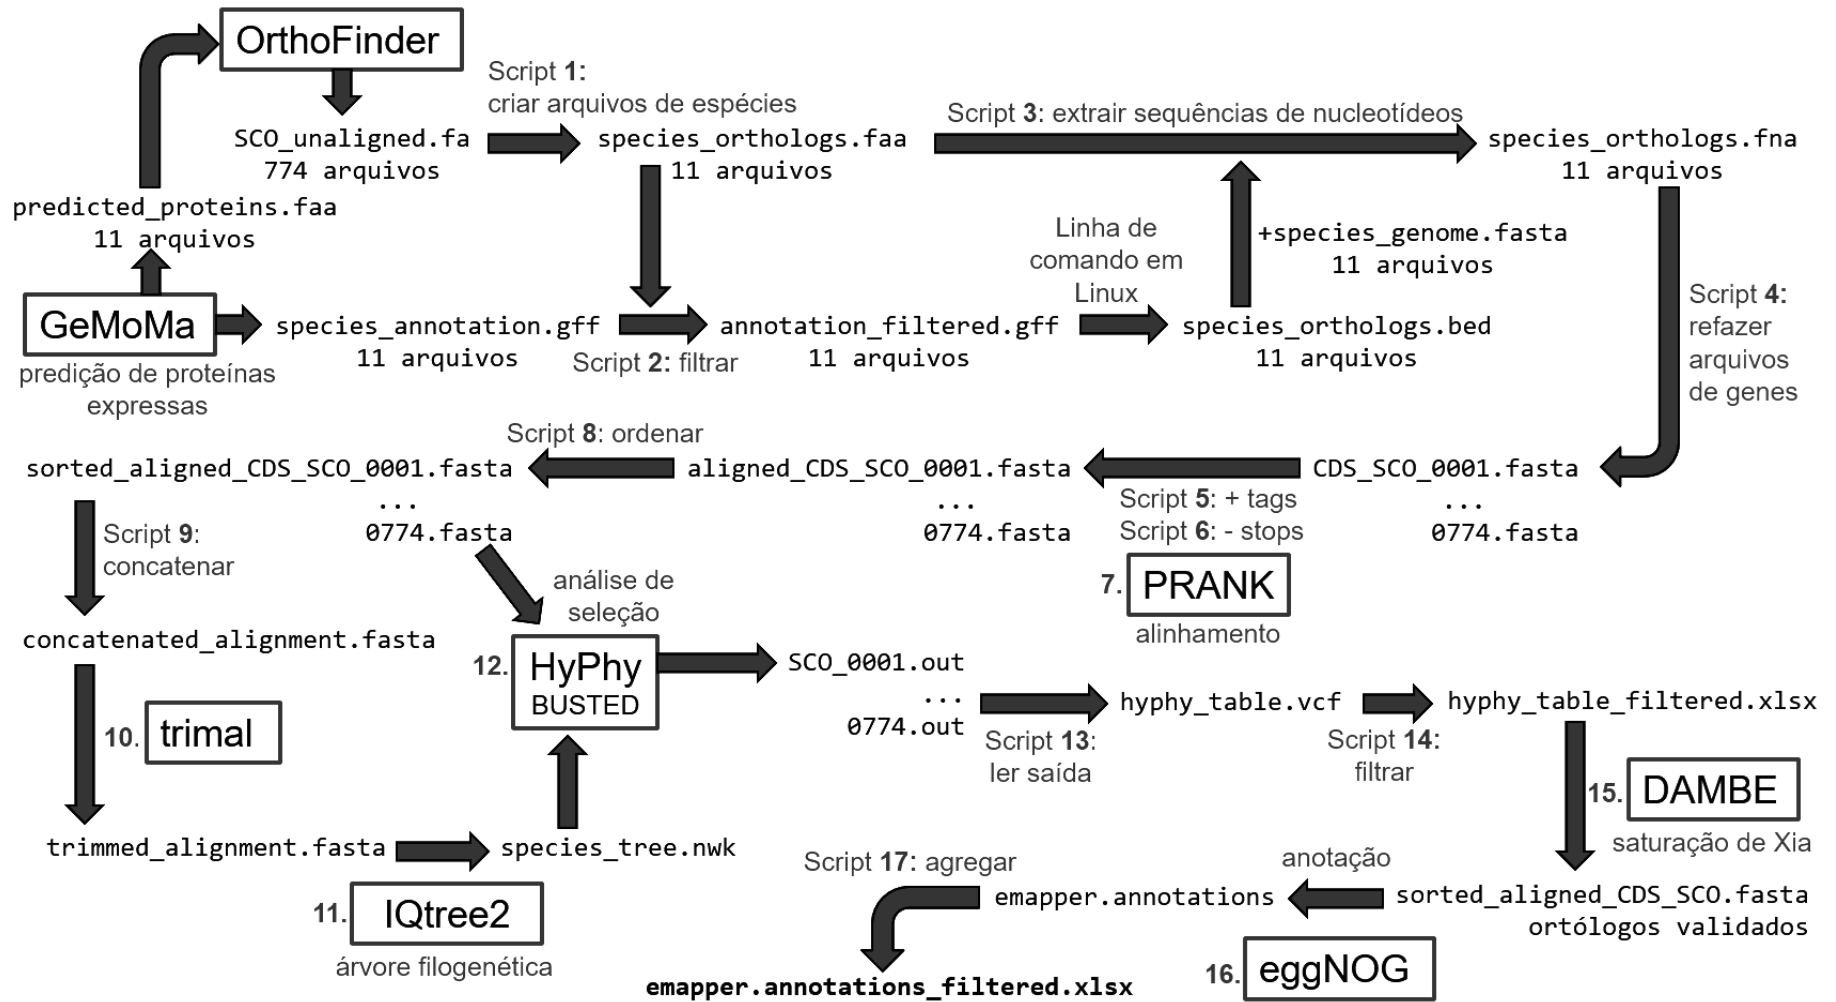 OrthoFinder
Script 1:
criar arquivos de espécies
SCO_unaligned.fa
774 arquivos
species_orthologs.faa
11 arquivos
Script 3: extrair sequências de nucleotídeos
species_orthologs.fna
11 arquivos
predicted_proteins.faa
11 arquivos
Linha de
comando em
Linux
+species_genome.fasta
11 arquivos
GeMoMa
predição de proteínas
expressas
species_annotation.gff
11 arquivos
Script 2: filtrar
annotation_filtered.gff
11 arquivos
species_orthologs.bed
11 arquivos
Script 4:
refazer
arquivos
de genes
CDS_SCO_0001.fasta
...
0774.fasta
Script 5: + tags
Script 6: - stops
7. PRANK
alinhamento
aligned_CDS_SCO_0001.fasta
...
0774.fasta
Script 8: ordenar
sorted_aligned_CDS_SCO_0001.fasta
...
0774.fasta
Script 9:
concatenar
concatenated_alignment.fasta
10. trimal
trimmed_alignment.fasta
11. IQtree2
árvore filogenética
species_tree.nwk
análise de
seleção
12. HyPhy
BUSTED
SCO_0001.out
...
0774.out
Script 13:
ler saída
hyphy_table.vcf
Script 14:
filtrar
hyphy_table_filtered.xlsx
15. DAMBE
saturação de Xia
sorted_aligned_CDS_SCO.fasta
ortólogos validados
anotação
16. eggNOG
emapper.annotations
Script 17: agregar
emapper.annotations_filtered.xlsx